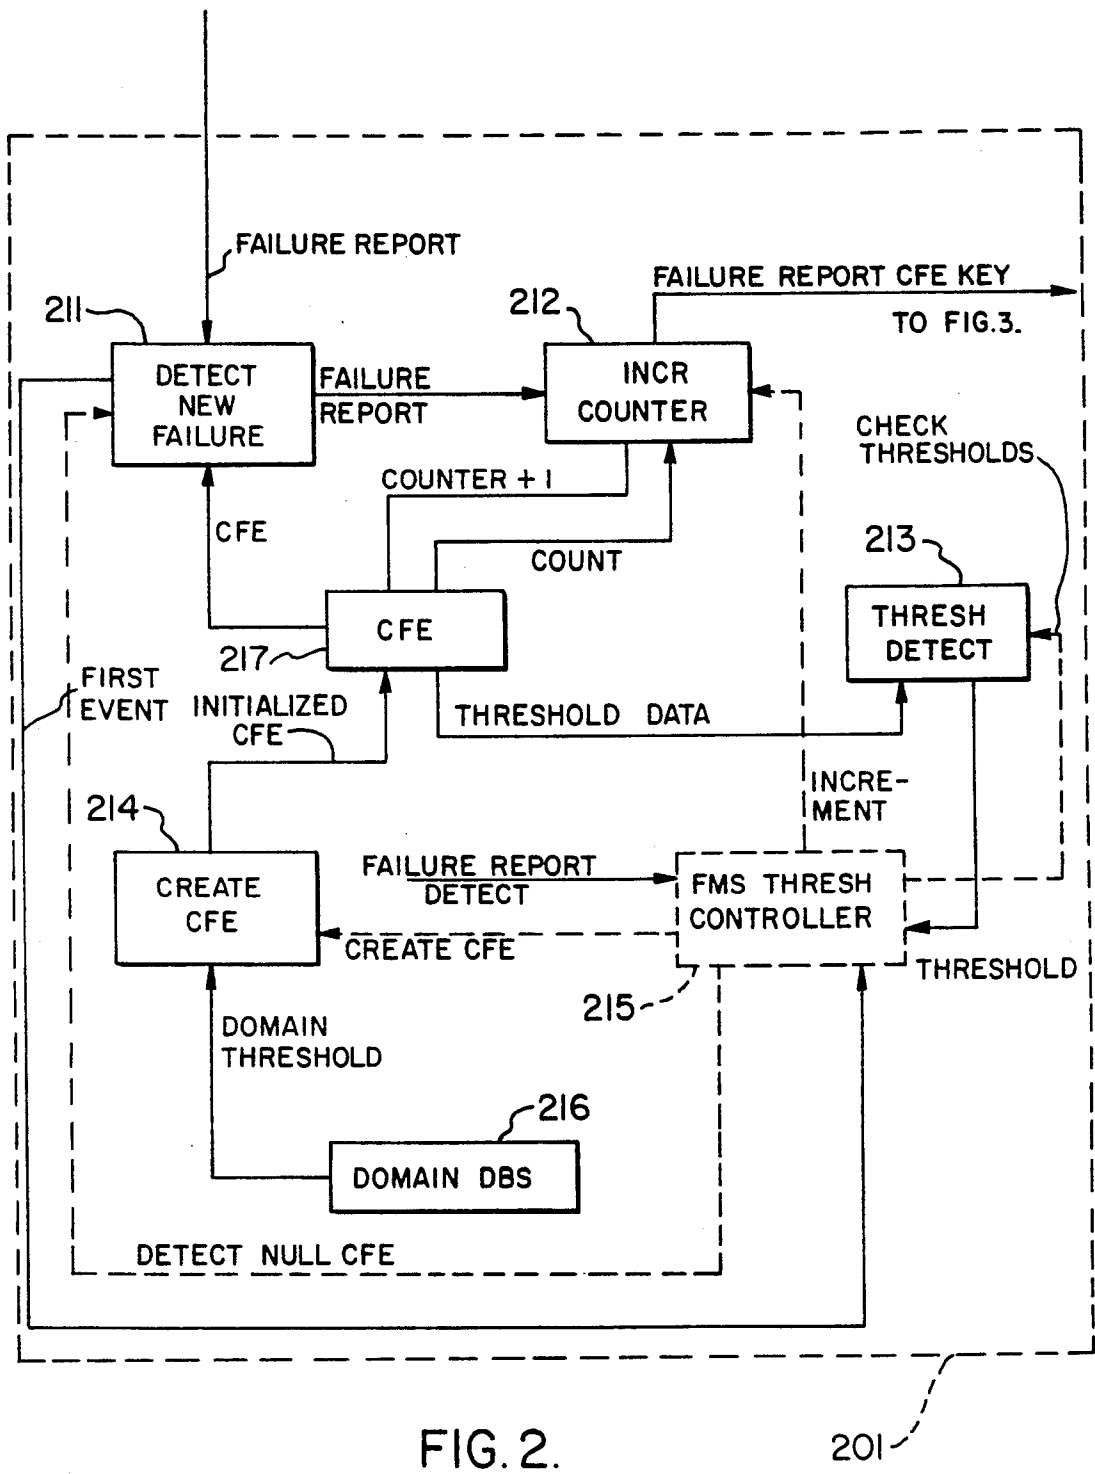 FAILURE REPORT
211
DETECT
NEW
FAILURE
FAILURE
REPORT
212
INCR
COUNTER
FAILURE REPORT CFE KEY
TO FIG.3.
CHECK
THRESHOLDS
COUNTER + 1
CFE
COUNT
213
THRESH
DETECT
CFE
217
FIRST
EVENT
INITIALIZED
CFE
THRESHOLD DATA
INCRE-
MENT
214
CREATE
CFE
FAILURE REPORT
DETECT
FMS THRESH
CONTROLLER
CREATE CFE
THRESHOLD
215
DOMAIN
THRESHOLD
216
DOMAIN DBS
DETECT NULL CFE
201
FIG. 2.